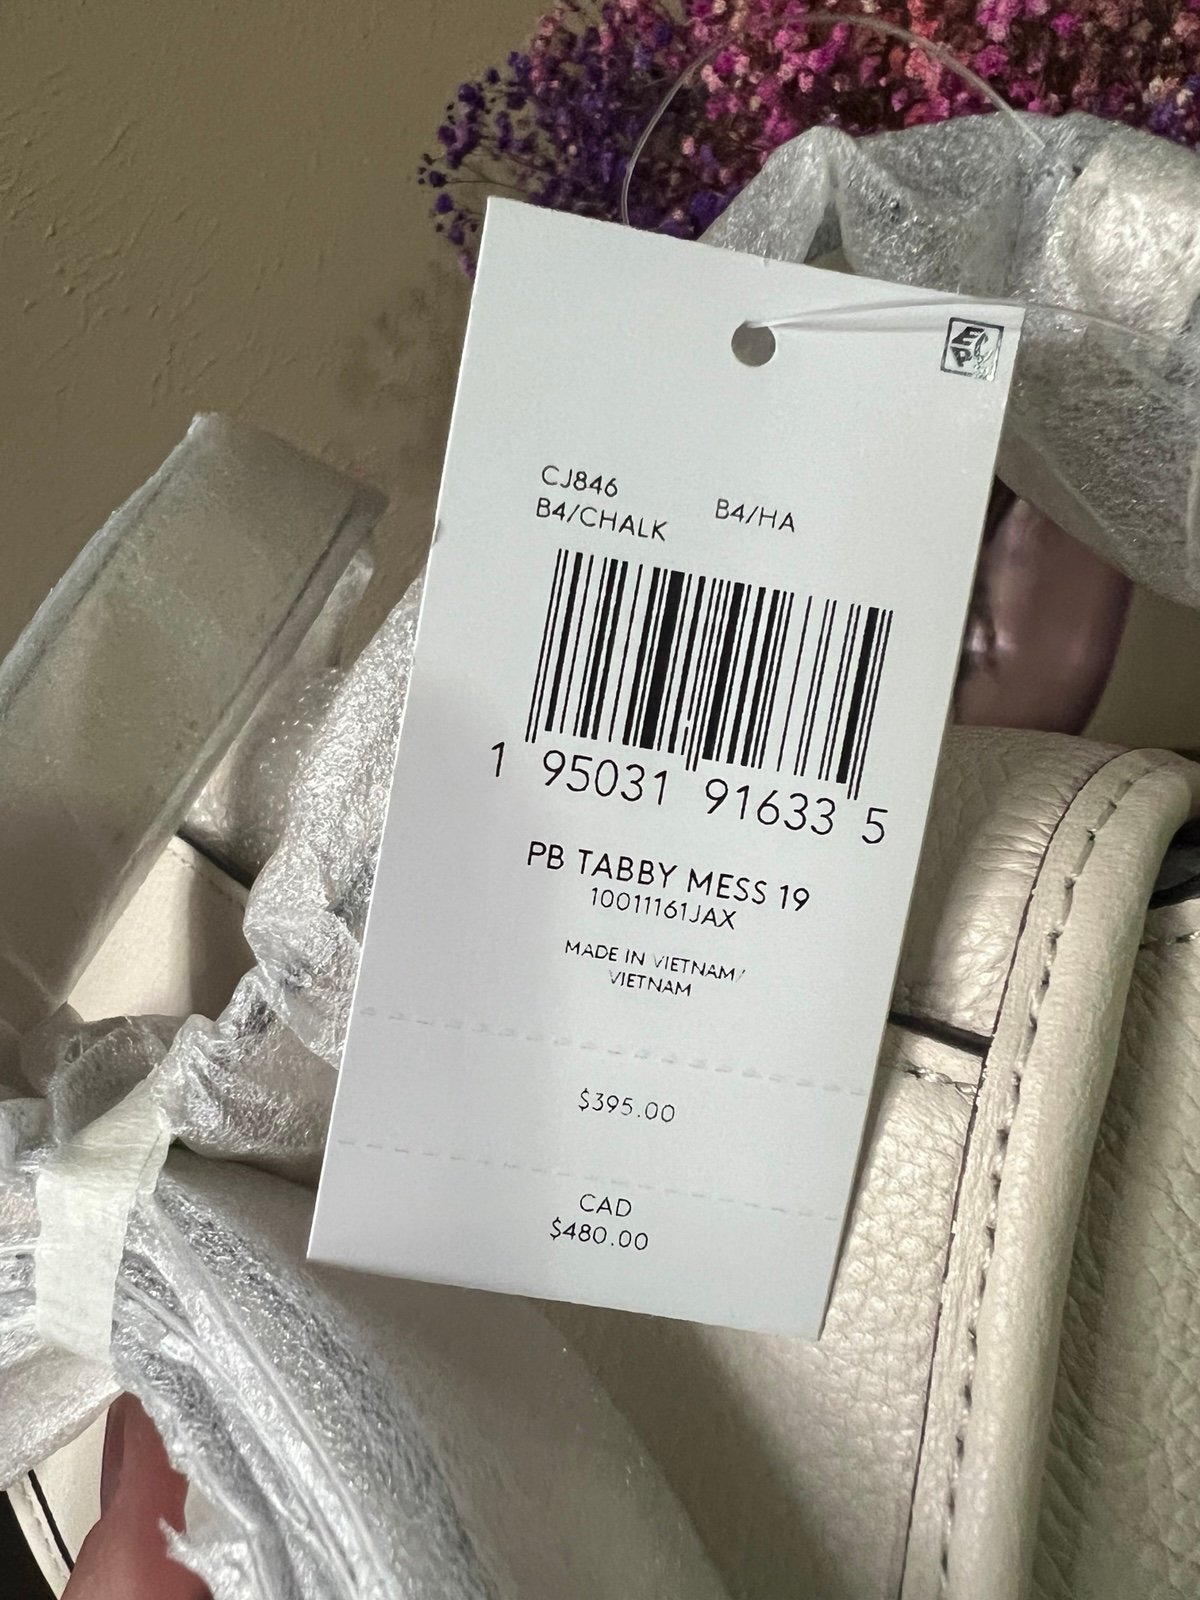 CJ846
B4/CHALK B4/HA
1 95031 91633 5
PB TABBY MESS 19
10011161JAX
MADE IN VIETNAM/
VIETNAM
$395.00
CAD
$480.00